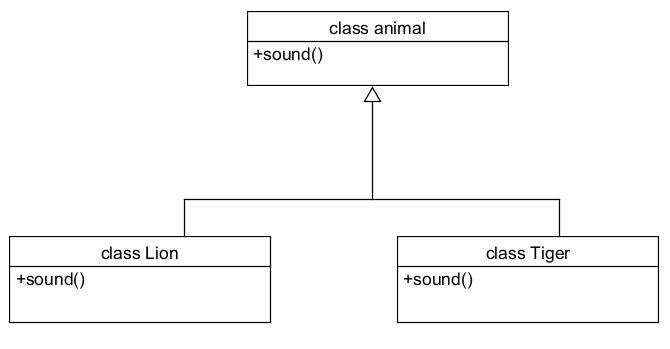 class animal
+sound()
class Lion
+sound()
class Tiger
+sound()